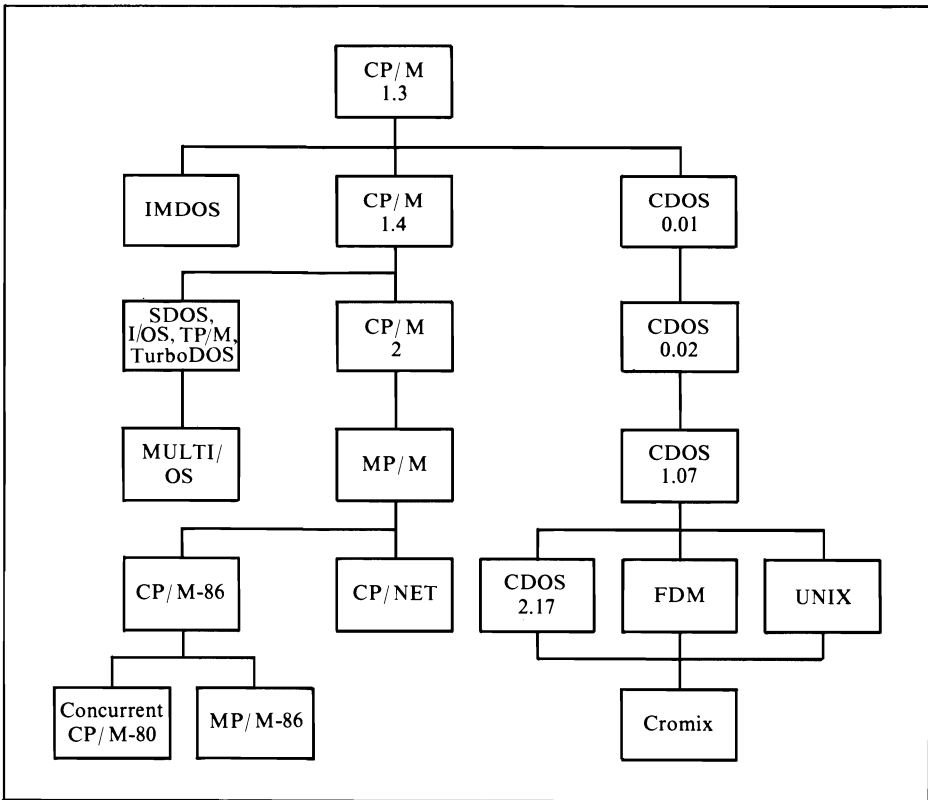 CP/M
1.3
IMDOS
CP/M
1.4
CDOS
0.01
SDOS,
I/OS, TP/M,
TurboDOS
CP/M
2
CDOS
0.02
MULTI/
OS
MP/M
CDOS
1.07
CP/M-86
CP/NET
CDOS
2.17
FDM
UNIX
Concurrent
CP/M-80
MP/M-86
Cromix